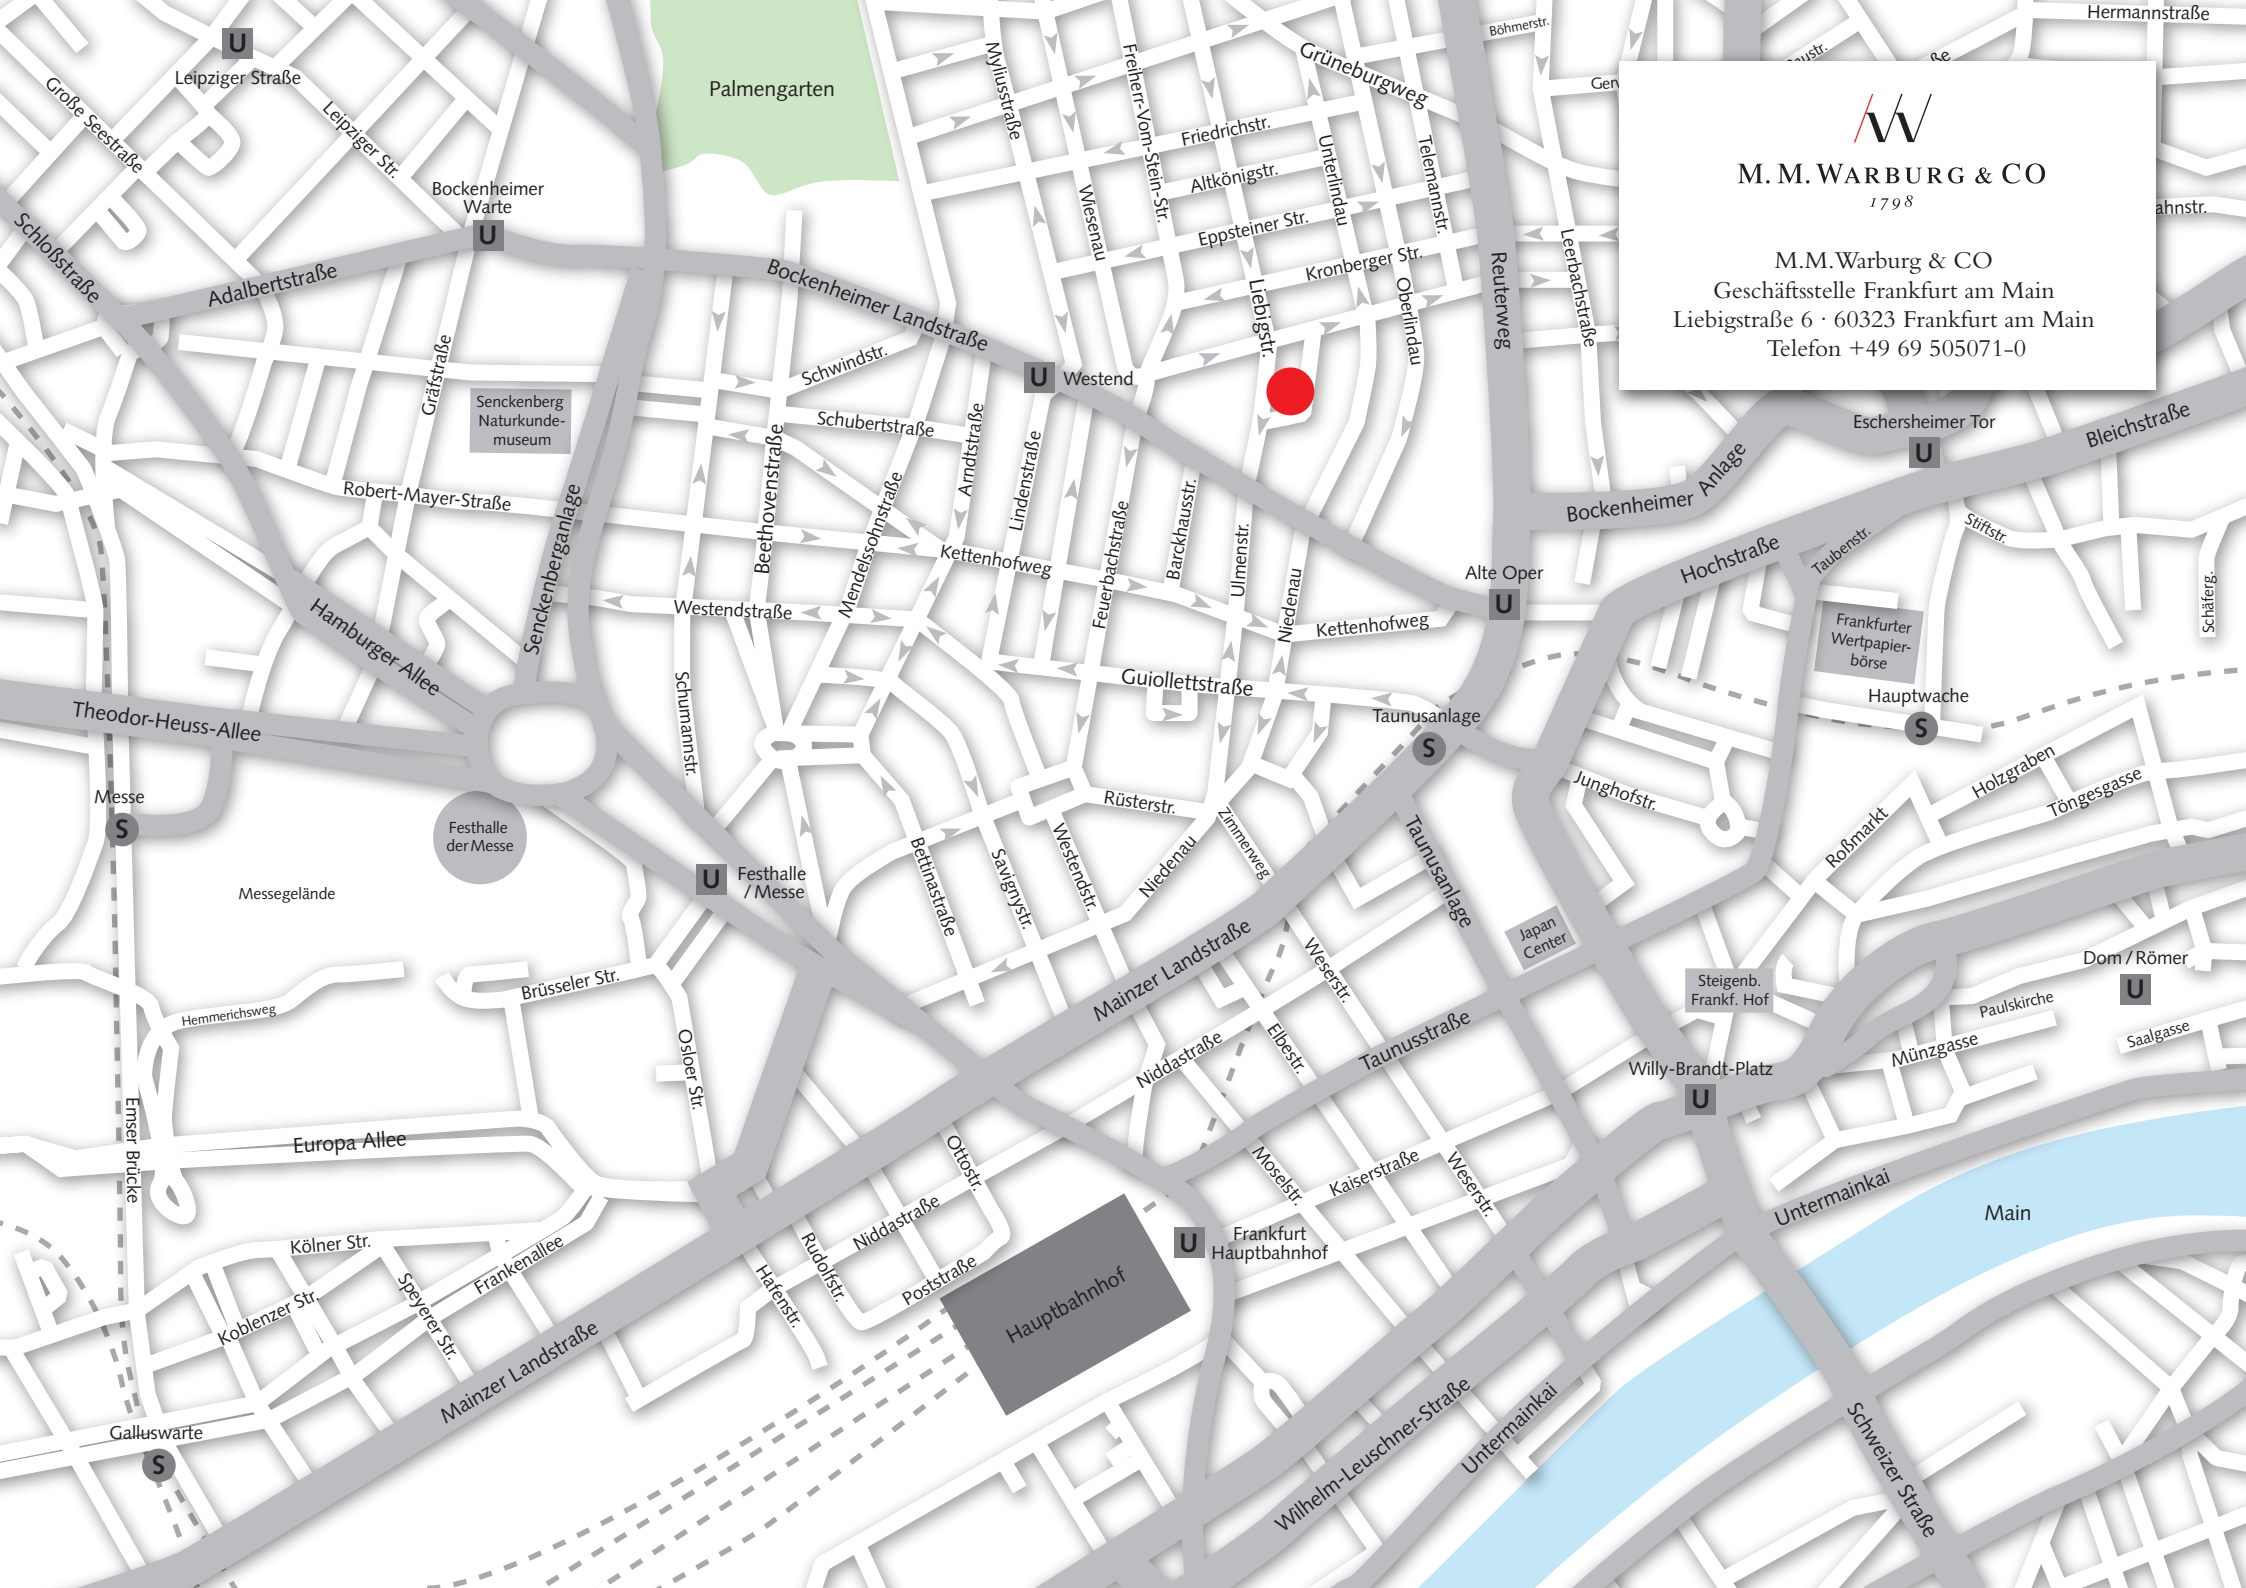 Hermannstraße
Böhmerstr.
U
Leipziger Straße
Große Seestraße
Leipziger Str.
Palmengarten
Myliusstraße
Freiherr-Vom-Stein-Str.
Grüneburgweg
Friedrichstr.
Altkönigstr.
Unterlindau
Telemannstr.
Wiesenau
Eppsteiner Str.
Kronberger Str.
Liebigstr.
Oberlindau
Reuterweg
Leerbachstraße
M. M. WARBURG & CO
1798
M.M.Warburg & CO
Geschäftsstelle Frankfurt am Main
Liebigstraße 6 · 60323 Frankfurt am Main
Telefon +49 69 505071-0
Bockenheimer
Warte
U
Schloßstraße
Adalbertstraße
Bockenheimer Landstraße
Gräfstraße
Schwindstr.
U
Westend
Senckenberg
Naturkunde-
museum
Schubertstraße
Arndtstraße
Lindenstraße
Beethovenstraße
Mendelssohnstraße
Robert-Mayer-Straße
Senckenberganlage
Kettenhofweg
Feuerbachstraße
Barckhausstr.
Ulmenstr.
Niedenau
Kettenhofweg
Alte Oper
U
Bockenheimer Anlage
Eschersheimer Tor
U
Bleichstraße
Hochstraße
Taubenstr.
Stiftstr.
Schäferg.
Frankfurter
Wertpapier-
börse
Hauptwache
S
Westendstraße
Hamburger Allee
Theodor-Heuss-Allee
Schumannstr.
Guiollettstraße
Taunusanlage
S
Junghofstr.
Holzgraben
Töngesgasse
Roßmarkt
Messe
S
Festhalle
der Messe
Messegelände
U
Festhalle
/ Messe
Bettinastraße
Savignystr.
Westendstr.
Rüsterstr.
Niedenau
Zimmerweg
Taunusanlage
Japan
Center
Steigenb.
Frankf. Hof
Dom / Römer
U
Paulskirche
Saalgasse
Münzgasse
Mainzer Landstraße
Weserstr.
Brüsseler Str.
Hemmerichsweg
Osloer Str.
Niddastraße
Elbestr.
Taunusstraße
Willy-Brandt-Platz
U
Emser Brücke
Europa Allee
Ottostr.
Moselstr.
Kaiserstraße
Weserstr.
Untermainkai
Main
Kölner Str.
Koblenzer Str.
Speyerer Str.
Frankenallee
Niddastraße
Rudolfstr.
Hafenstr.
Poststraße
Hauptbahnhof
U
Frankfurt
Hauptbahnhof
Mainzer Landstraße
Galluswarte
S
Wilhelm-Leuschner-Straße
Untermainkai
Schweizer Straße